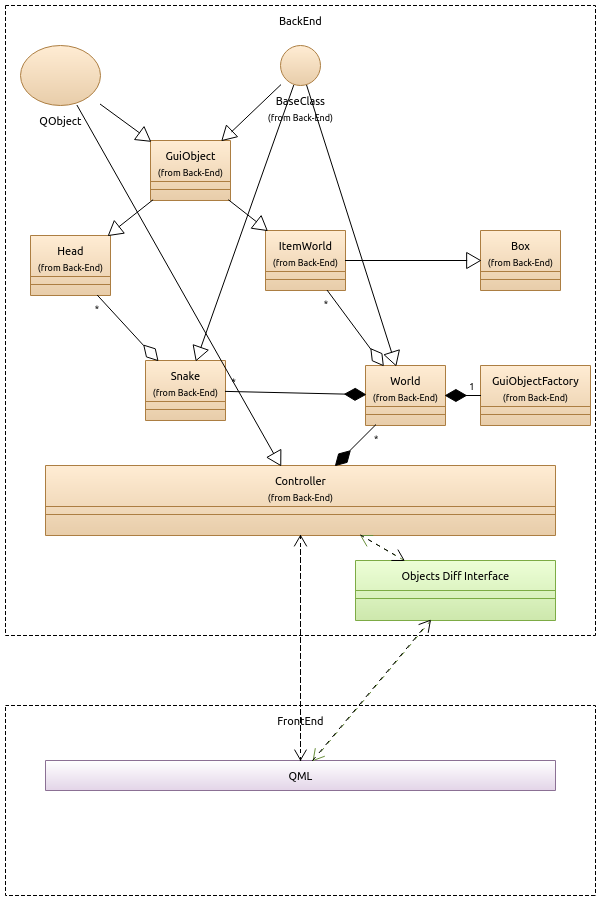 BackEnd
QObject
BaseClass
(from Back-End)
GuiObject
(from Back-End)
Head
(from Back-End)
ItemWorld
(from Back-End)
Box
(from Back-End)
*
*
Snake
(from Back-End)
*
World
(from Back-End)
1
GuiObjectFactory
(from Back-End)
*
Controller
(from Back-End)
Objects Diff Interface
FrontEnd
QML